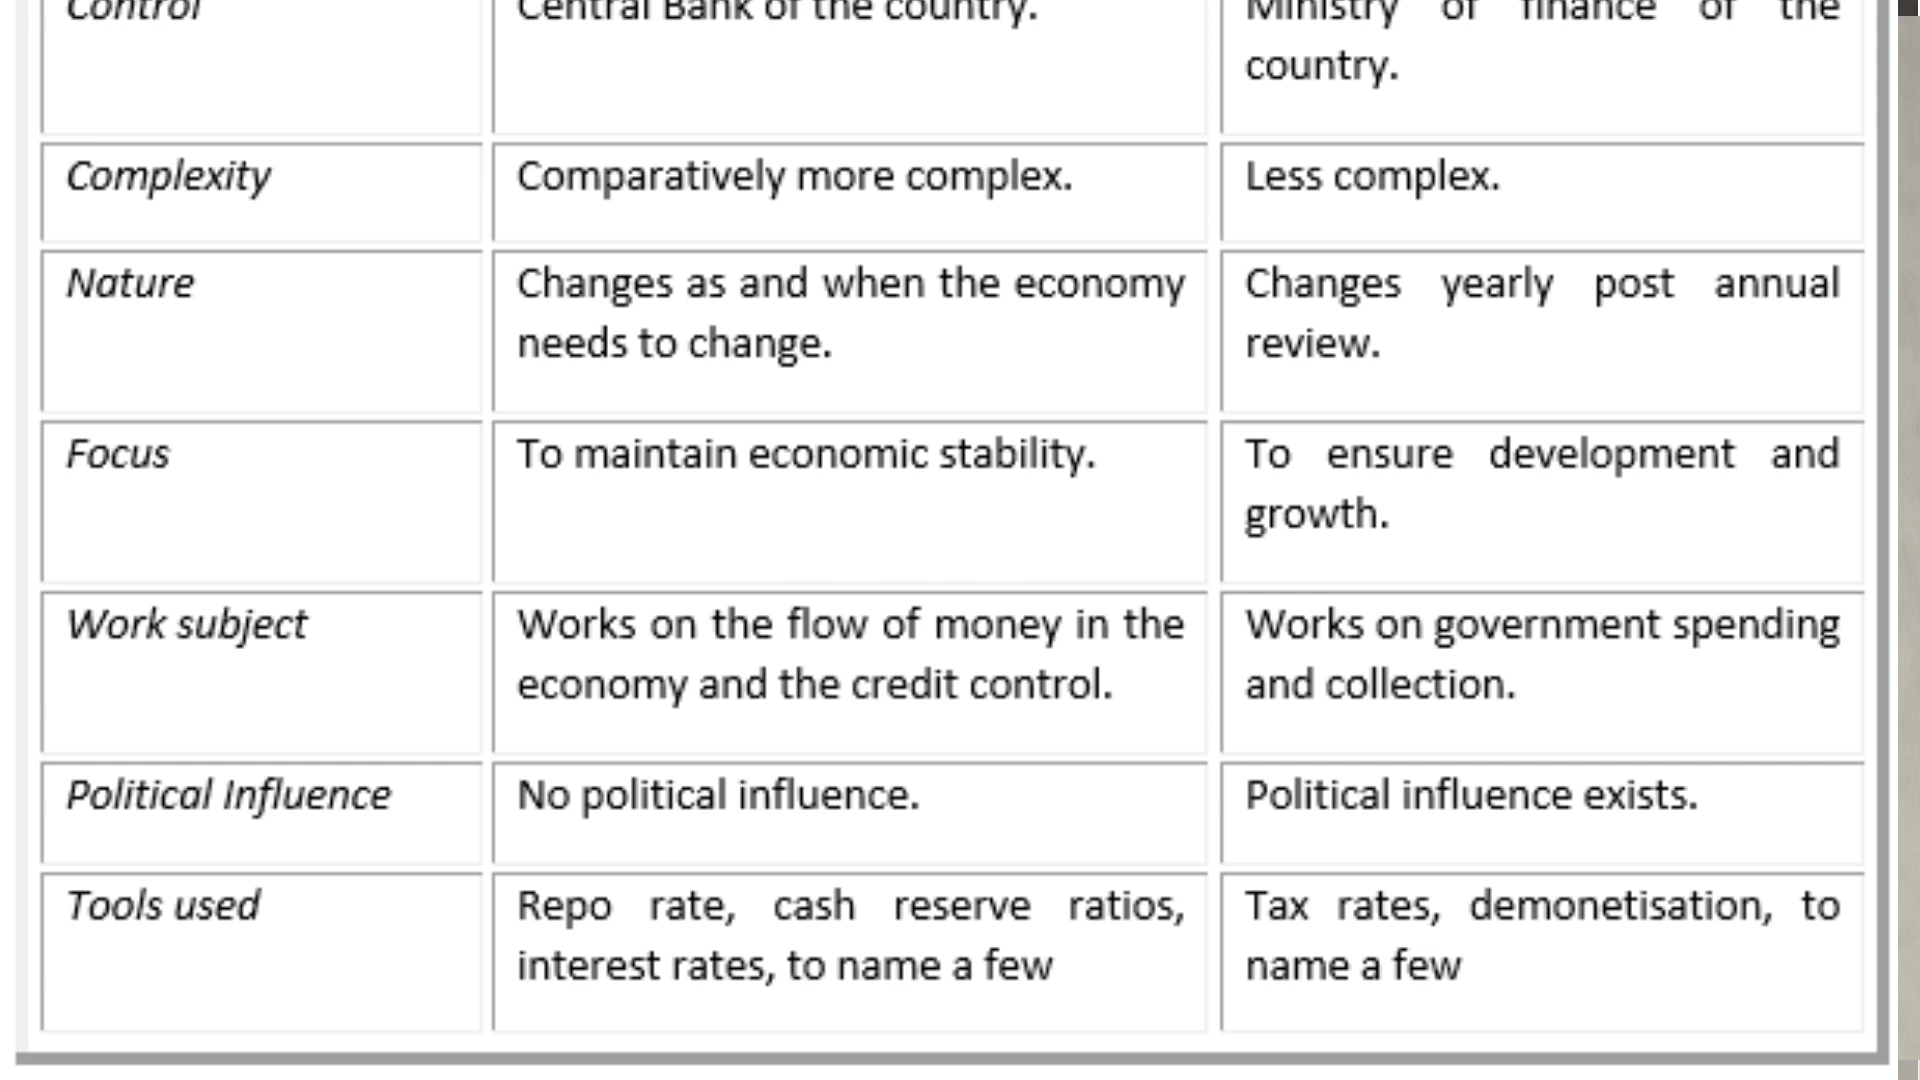 Control
Central Bank of the country.
Ministry of finance of the
country.
Complexity
Comparatively more complex.
Less complex.
Nature
Changes as and when the economy
needs to change.
Changes yearly post annual
review.
Focus
To maintain economic stability.
To ensure development and
growth.
Work subject
Works on the flow of money in the
economy and the credit control.
Works on government spending
and collection.
Political Influence
No political influence.
Political influence exists.
Tools used
Repo rate, cash reserve ratios,
interest rates, to name a few
Tax rates, demonetisation, to
name a few